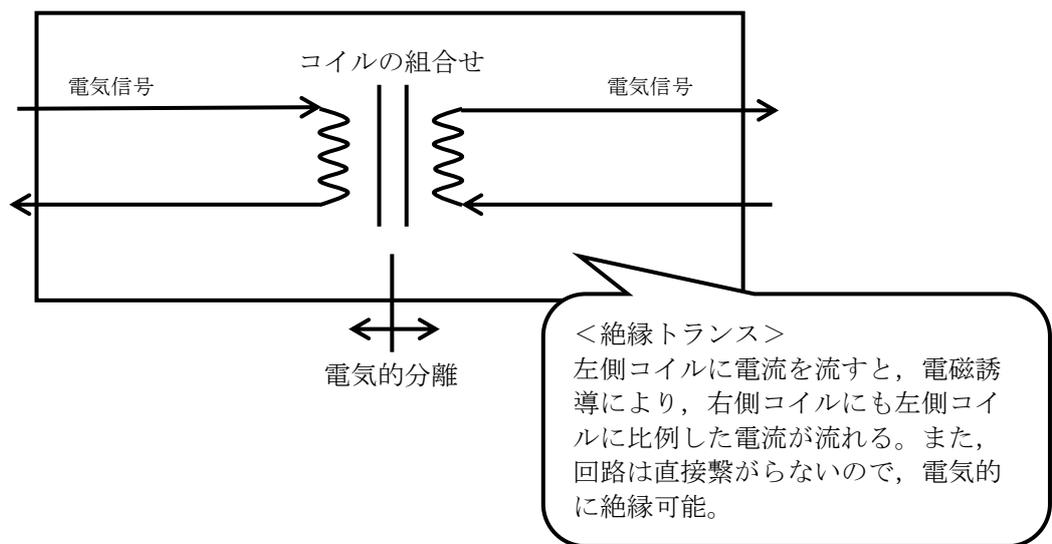 コイルの組合せ
電気信号
電気信号
電気的分離
＜絶縁トランス＞
左側コイルに電流を流すと，電磁誘
導により，右側コイルにも左側コイ
ルに比例した電流が流れる。また，
回路は直接繋がらないので，電気的
に絶縁可能。